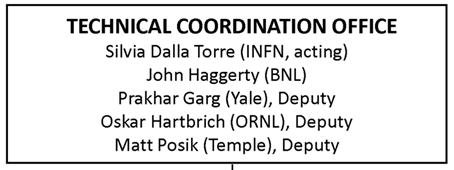 TECHNICAL COORDINATION OFFICE
Silvia Dalla Torre (INFN, acting)
John Haggerty (BNL)
Prakhar Garg (Yale), Deputy
Oskar Hartbrich (ORNL), Deputy
Matt Posik (Temple), Deputy